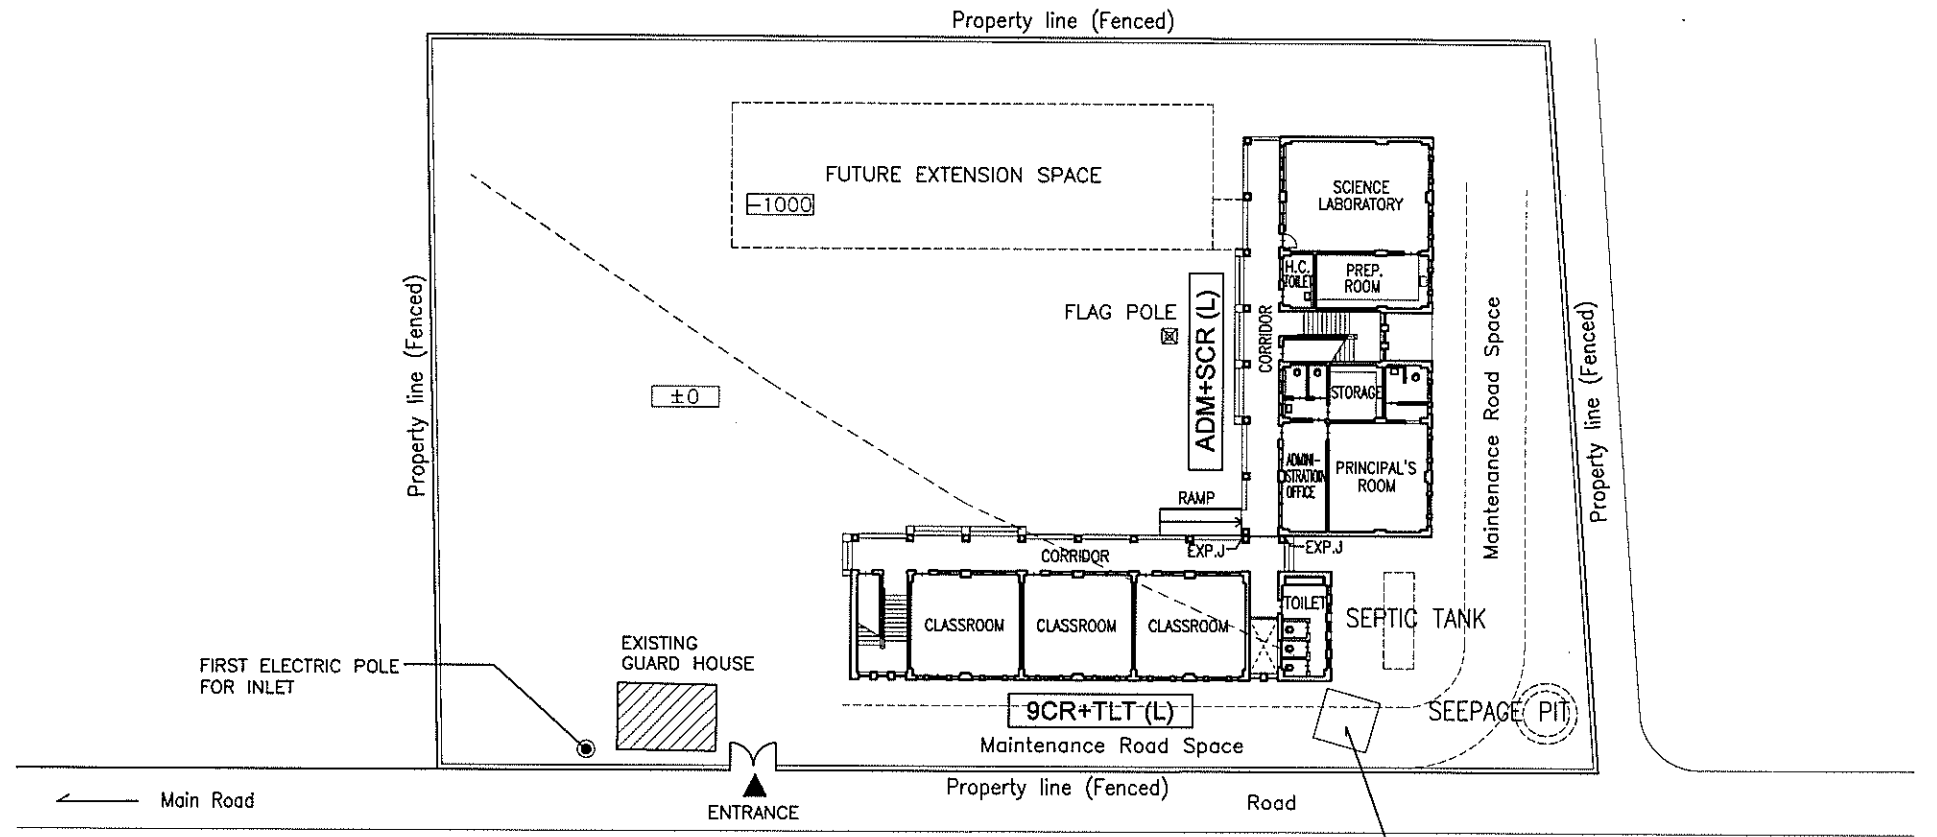 Property line (Fenced)
FUTURE EXTENSION SPACE
-1000
SCIENCE
LABORATORY
H.C.
TOILET
PREP.
ROOM
FLAG POLE
ADM+SCR (L)
CORRIDOR
Maintenance Road Space
Property line (Fenced)
Property line (Fenced)
±0
STORAGE
ADMINI-
STRATION
OFFICE
PRINCIPAL'S
ROOM
RAMP
EXP.J
EXP.J
CORRIDOR
CLASSROOM
CLASSROOM
CLASSROOM
TOILET
SEPTIC TANK
EXISTING
GUARD HOUSE
FIRST ELECTRIC POLE
FOR INLET
9CR+TLT (L)
SEEPAGE PIT
Maintenance Road Space
Property line (Fenced)
Main Road
ENTRANCE
Road